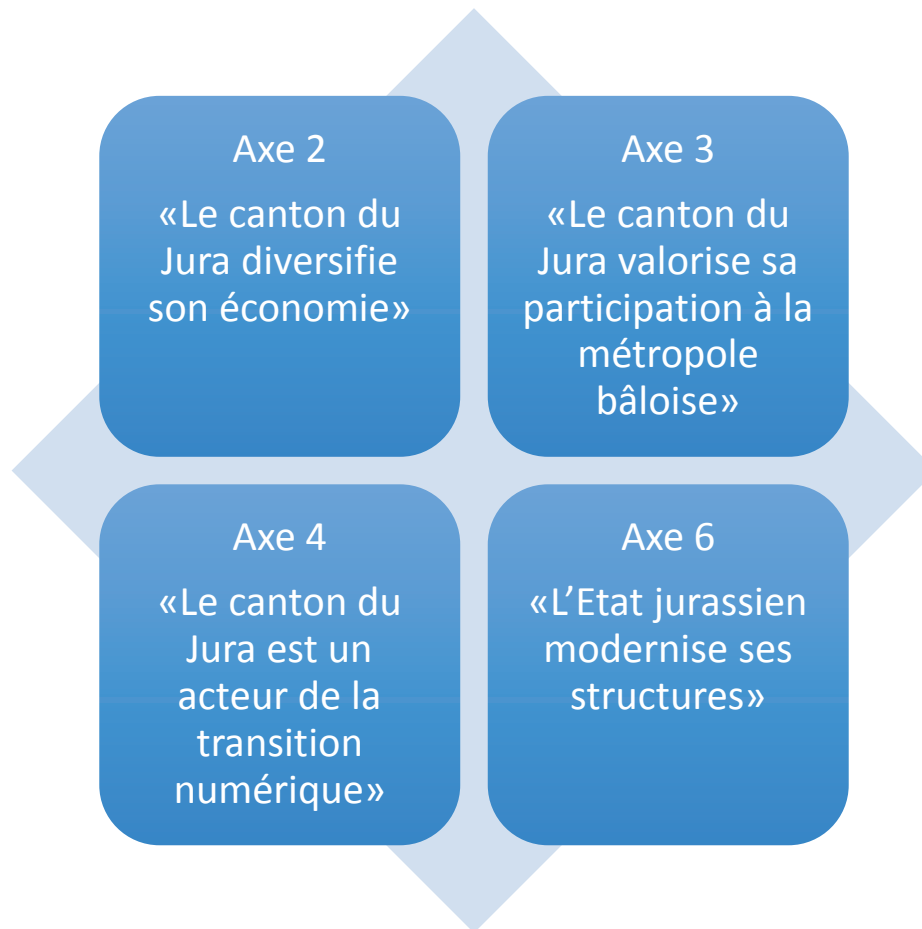 Axe 2
«Le canton du
Jura diversifie
son économie»
Axe 3
«Le canton du
Jura valorise sa
participation à la
métropole
bâloise»
Axe 4
«Le canton du
Jura est un
acteur de la
transition
numérique»
Axe 6
«L’Etat jurassien
modernise ses
structures»